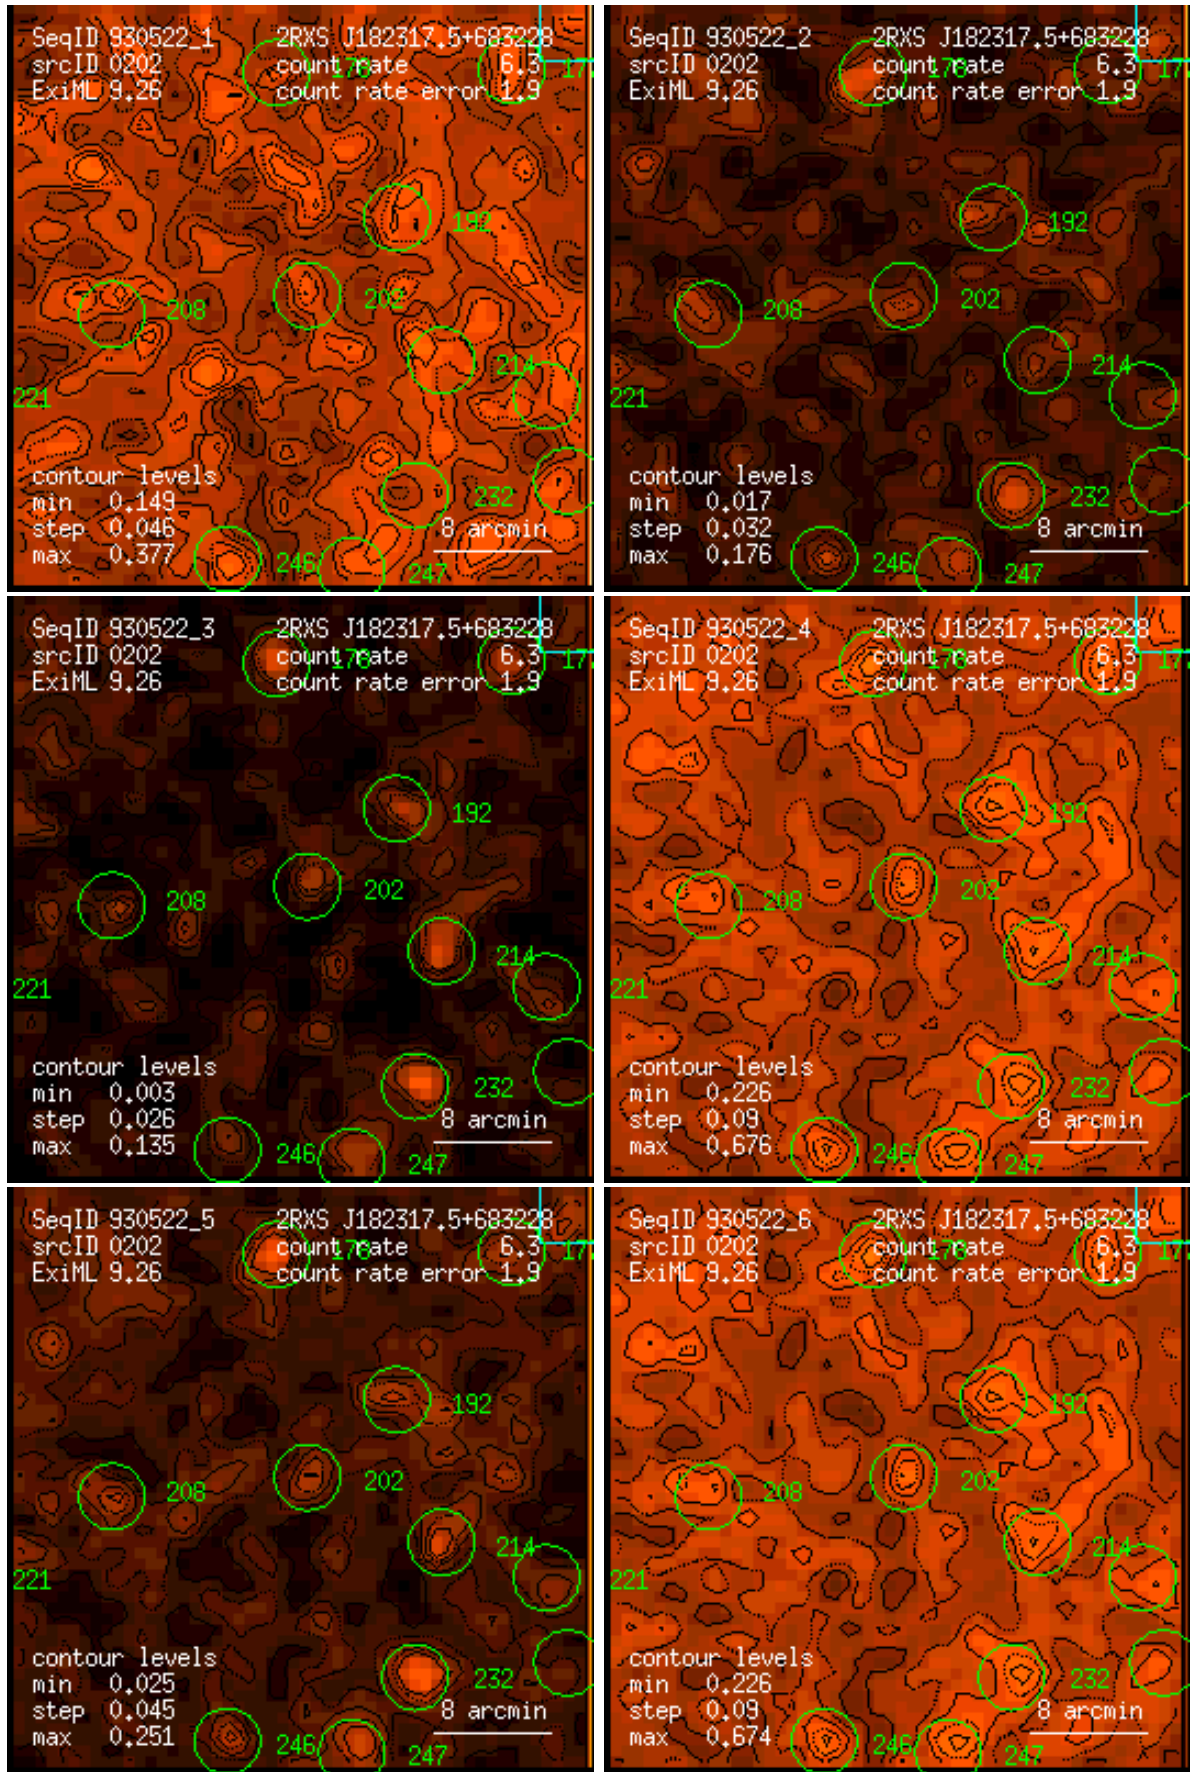 SeqID 930522_1 2RXS J182317.5+683228
srcID 0202 count rate 6.3
ExiML 9.26 count rate error 1.9
178
192
208
202
214
221
232
246
247
contour levels
min 0.149
step 0.046
max 0.377
8 arcmin
SeqID 930522_2 2RXS J182317.5+683228
srcID 0202 count rate 6.3
ExiML 9.26 count rate error 1.9
178
192
208
202
214
221
232
246
247
contour levels
min 0.017
step 0.032
max 0.176
8 arcmin
SeqID 930522_3 2RXS J182317.5+683228
srcID 0202 count rate 6.3
ExiML 9.26 count rate error 1.9
178
192
208
202
214
221
232
246
247
contour levels
min 0.003
step 0.026
max 0.135
8 arcmin
SeqID 930522_4 2RXS J182317.5+683228
srcID 0202 count rate 6.3
ExiML 9.26 count rate error 1.9
178
192
208
202
214
221
232
246
247
contour levels
min 0.226
step 0.09
max 0.676
8 arcmin
SeqID 930522_5 2RXS J182317.5+683228
srcID 0202 count rate 6.3
ExiML 9.26 count rate error 1.9
178
192
208
202
214
221
232
246
247
contour levels
min 0.025
step 0.045
max 0.251
8 arcmin
SeqID 930522_6 2RXS J182317.5+683228
srcID 0202 count rate 6.3
ExiML 9.26 count rate error 1.9
178
192
208
202
214
221
232
246
247
contour levels
min 0.226
step 0.09
max 0.674
8 arcmin